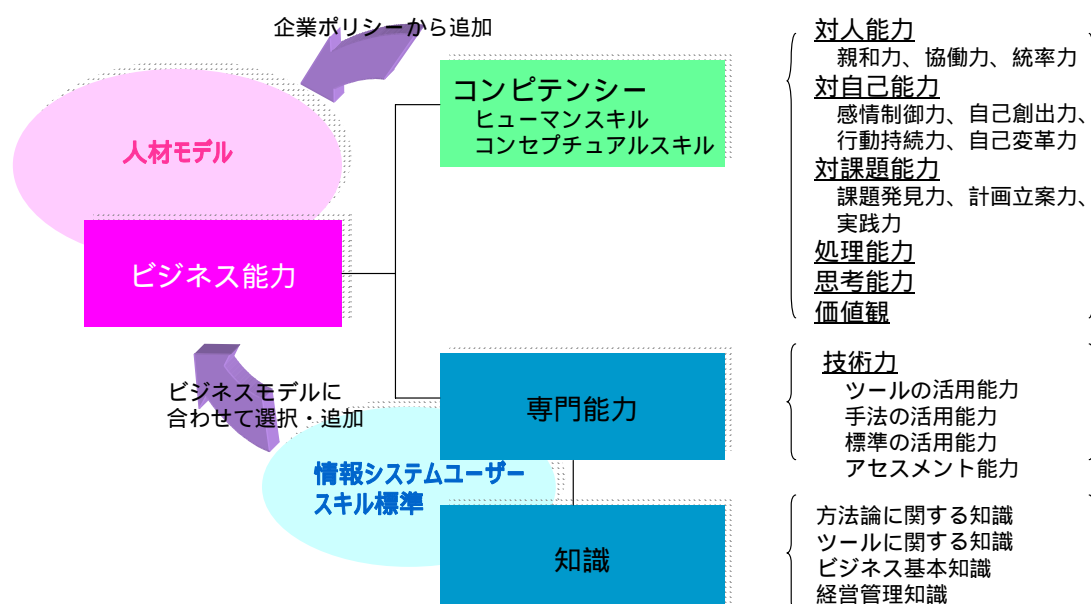 企業ポリシーから追加
人材モデル
ビジネス能力
ビジネスモデルに
合わせて選択・追加
情報システムユーザー
スキル標準
コンピテンシー
ヒューマンスキル
コンセプチュアルスキル
専門能力
知識
対人能力
親和力、協働力、統率力
対自己能力
感情制御力、自己創出力、
行動持続力、自己変革力
対課題能力
課題発見力、計画立案力、
実践力
処理能力
思考能力
価値観
技術力
ツールの活用能力
手法の活用能力
標準の活用能力
アセスメント能力
方法論に関する知識
ツールに関する知識
ビジネス基本知識
経営管理知識